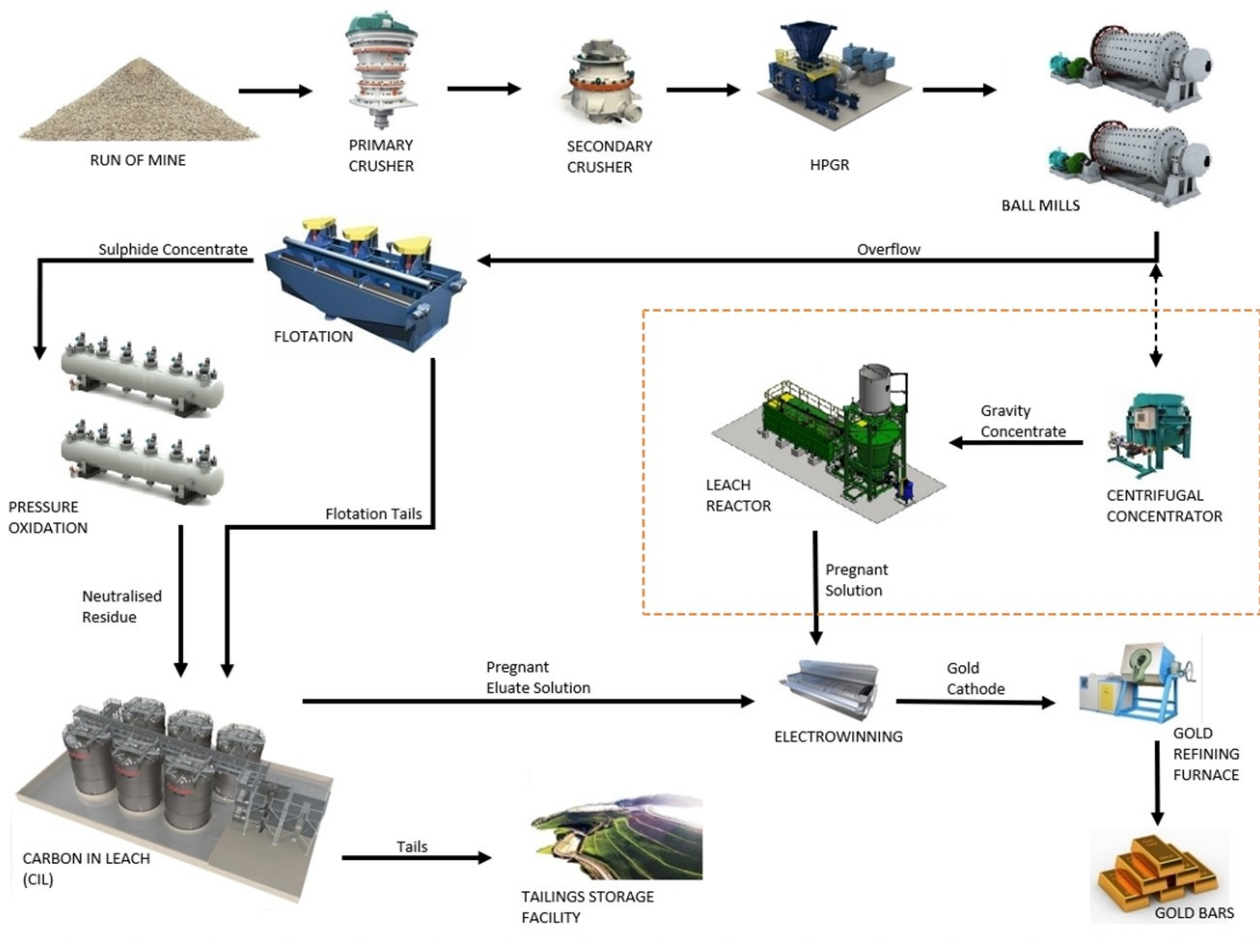 RUN OF MINE
PRIMARY
CRUSHER
SECONDARY
CRUSHER
HPGR
BALL MILLS
Sulphide Concentrate
Overflow
FLOTATION
Gravity
Concentrate
LEACH
REACTOR
CENTRIFUGAL
CONCENTRATOR
PRESSURE
OXIDATION
Flotation Tails
Neutralised
Residue
Pregnant
Solution
Pregnant
Eluate Solution
Gold
Cathode
ELECTROWINNING
GOLD
REFINING
FURNACE
CARBON IN LEACH
(CIL)
Tails
TAILINGS STORAGE
FACILITY
GOLD BARS